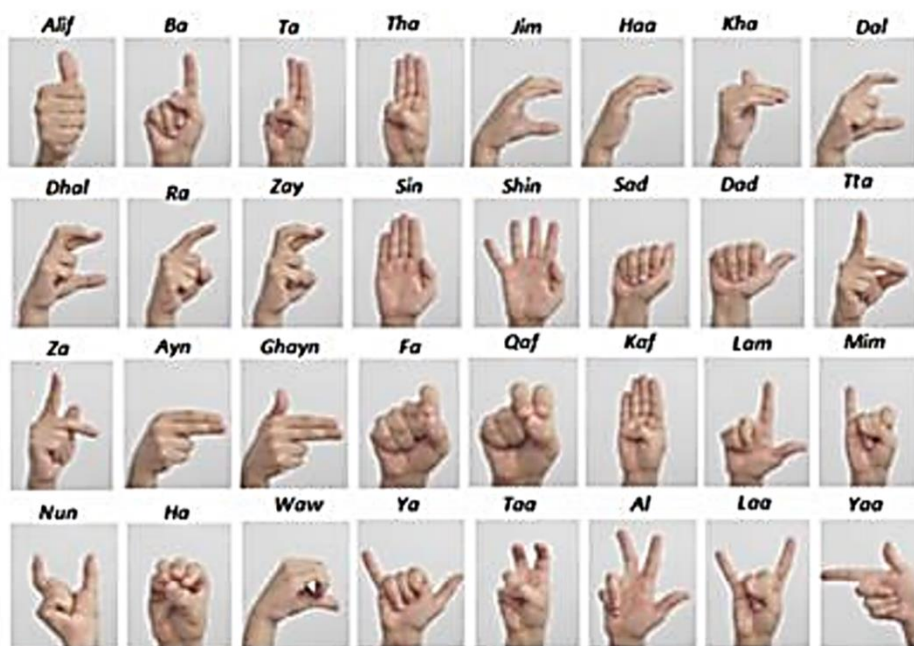 Alif Ba Ta Tha Jim Haa Kha Dal
Dhal Ra Zay Sin Shin Sad Dad Tta
Za Ayn Ghayn Fa Qaf Kaf Lam Mim
Nun Ha Waw Ya Taa Al Laa Yaa